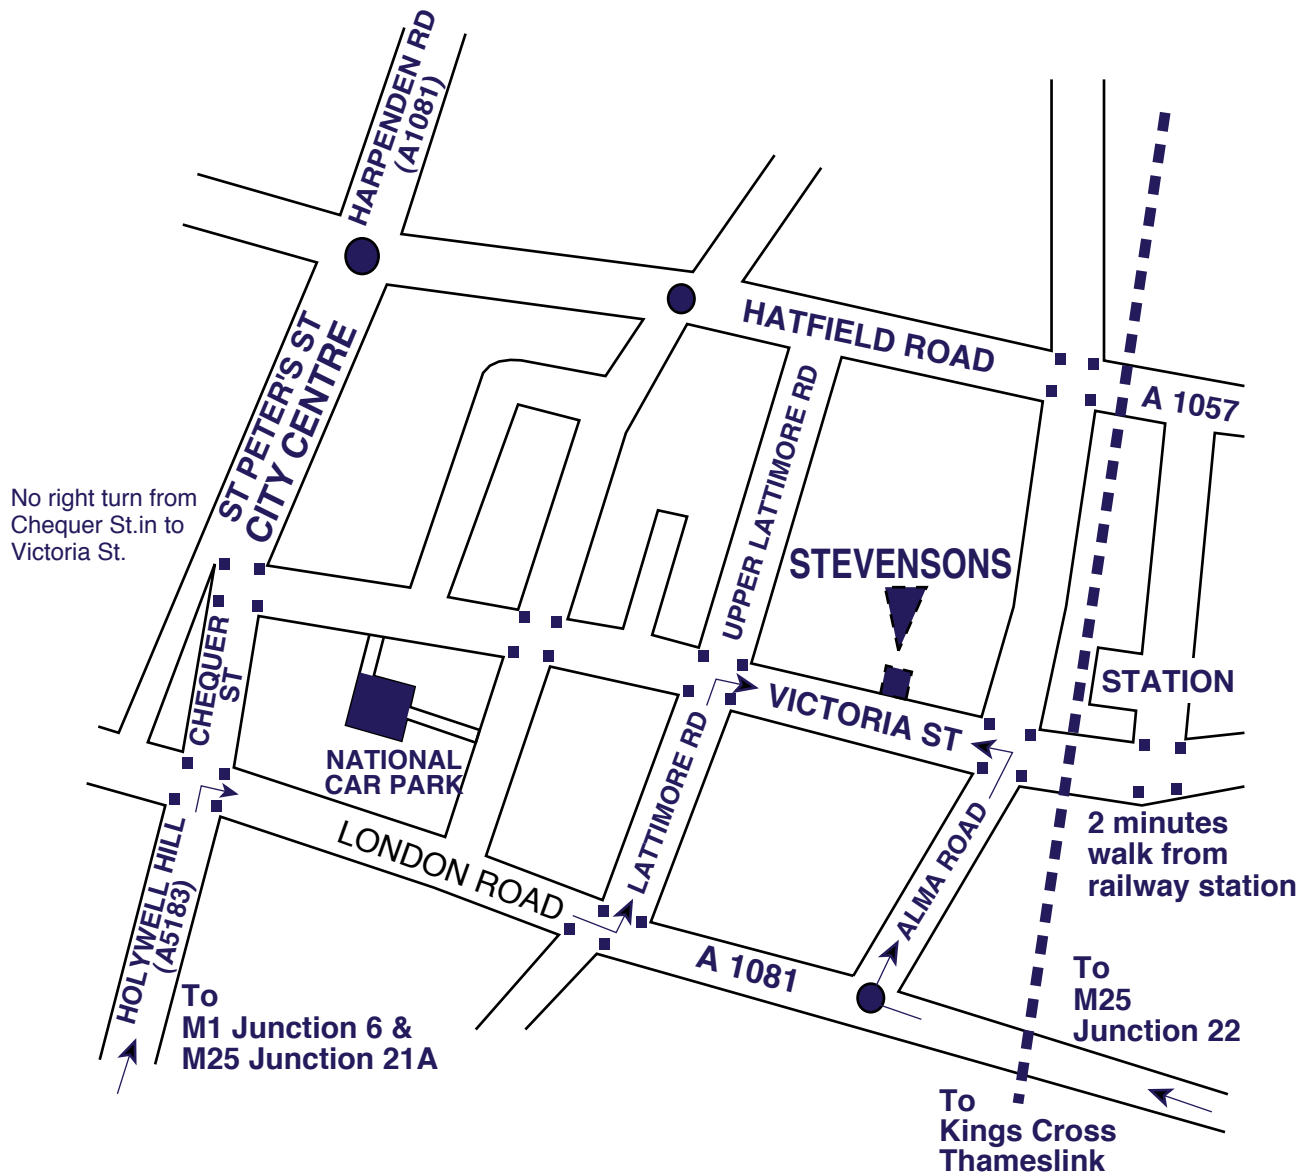 HARPENDEN RD
(A1081)
HATFIELD ROAD
A 1057
ST PETER'S ST
CITY CENTRE
UPPER LATTIMORE RD
No right turn from
Chequer St.in to
Victoria St.
STEVENSONS
CHEQUER
ST
STATION
VICTORIA ST
NATIONAL
CAR PARK
LATTIMORE RD
LONDON ROAD
ALMA ROAD
2 minutes
walk from
railway station
HOLYWELL HILL
(A5183)
A 1081
To
M1 Junction 6 &
M25 Junction 21A
To
M25
Junction 22
To
Kings Cross
Thameslink